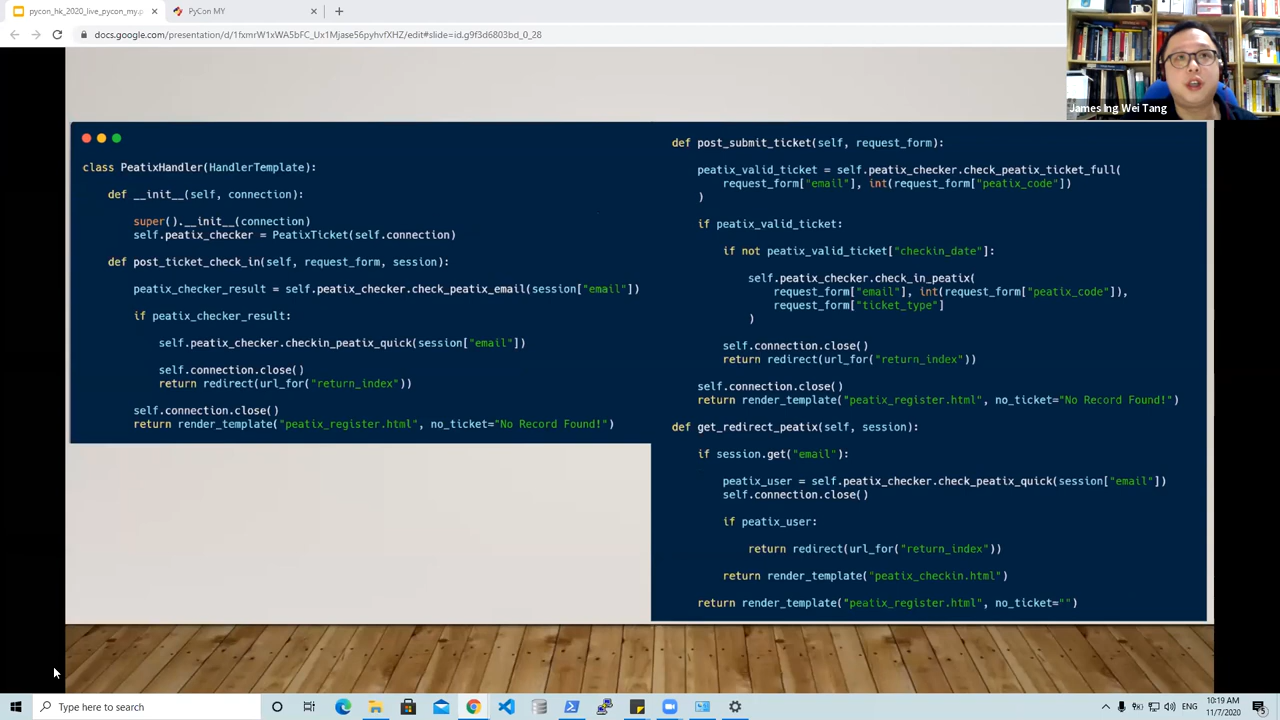 pycon_hk_2020_live_pycon_my.p
PyCon MY
docs.google.com/presentation/d/1fxmrW1xWA5bFC_Ux1Mjase56pyhvfXHZ/edit#slide=id.g9f3d6803bd_0_28
James Ing Wei Tang
class PeatixHandler(HandlerTemplate):
def __init__(self, connection):
super().__init__(connection)
self.peatix_checker = PeatixTicket(self.connection)
def post_ticket_check_in(self, request_form, session):
peatix_checker_result = self.peatix_checker.check_peatix_email(session["email"])
if peatix_checker_result:
self.peatix_checker.checkin_peatix_quick(session["email"])
self.connection.close()
return redirect(url_for("return_index"))
self.connection.close()
return render_template("peatix_register.html", no_ticket="No Record Found!")
def post_submit_ticket(self, request_form):
peatix_valid_ticket = self.peatix_checker.check_peatix_ticket_full(
request_form["email"], int(request_form["peatix_code"])
)
if peatix_valid_ticket:
if not peatix_valid_ticket["checkin_date"]:
self.peatix_checker.check_in_peatix(
request_form["email"], int(request_form["peatix_code"]),
request_form["ticket_type"]
)
self.connection.close()
return redirect(url_for("return_index"))
self.connection.close()
return render_template("peatix_register.html", no_ticket="No Record Found!")
def get_redirect_peatix(self, session):
if session.get("email"):
peatix_user = self.peatix_checker.check_peatix_quick(session["email"])
self.connection.close()
if peatix_user:
return redirect(url_for("return_index"))
return render_template("peatix_checkin.html")
return render_template("peatix_register.html", no_ticket="")
Type here to search
ENG
10:19 AM
11/7/2020
5